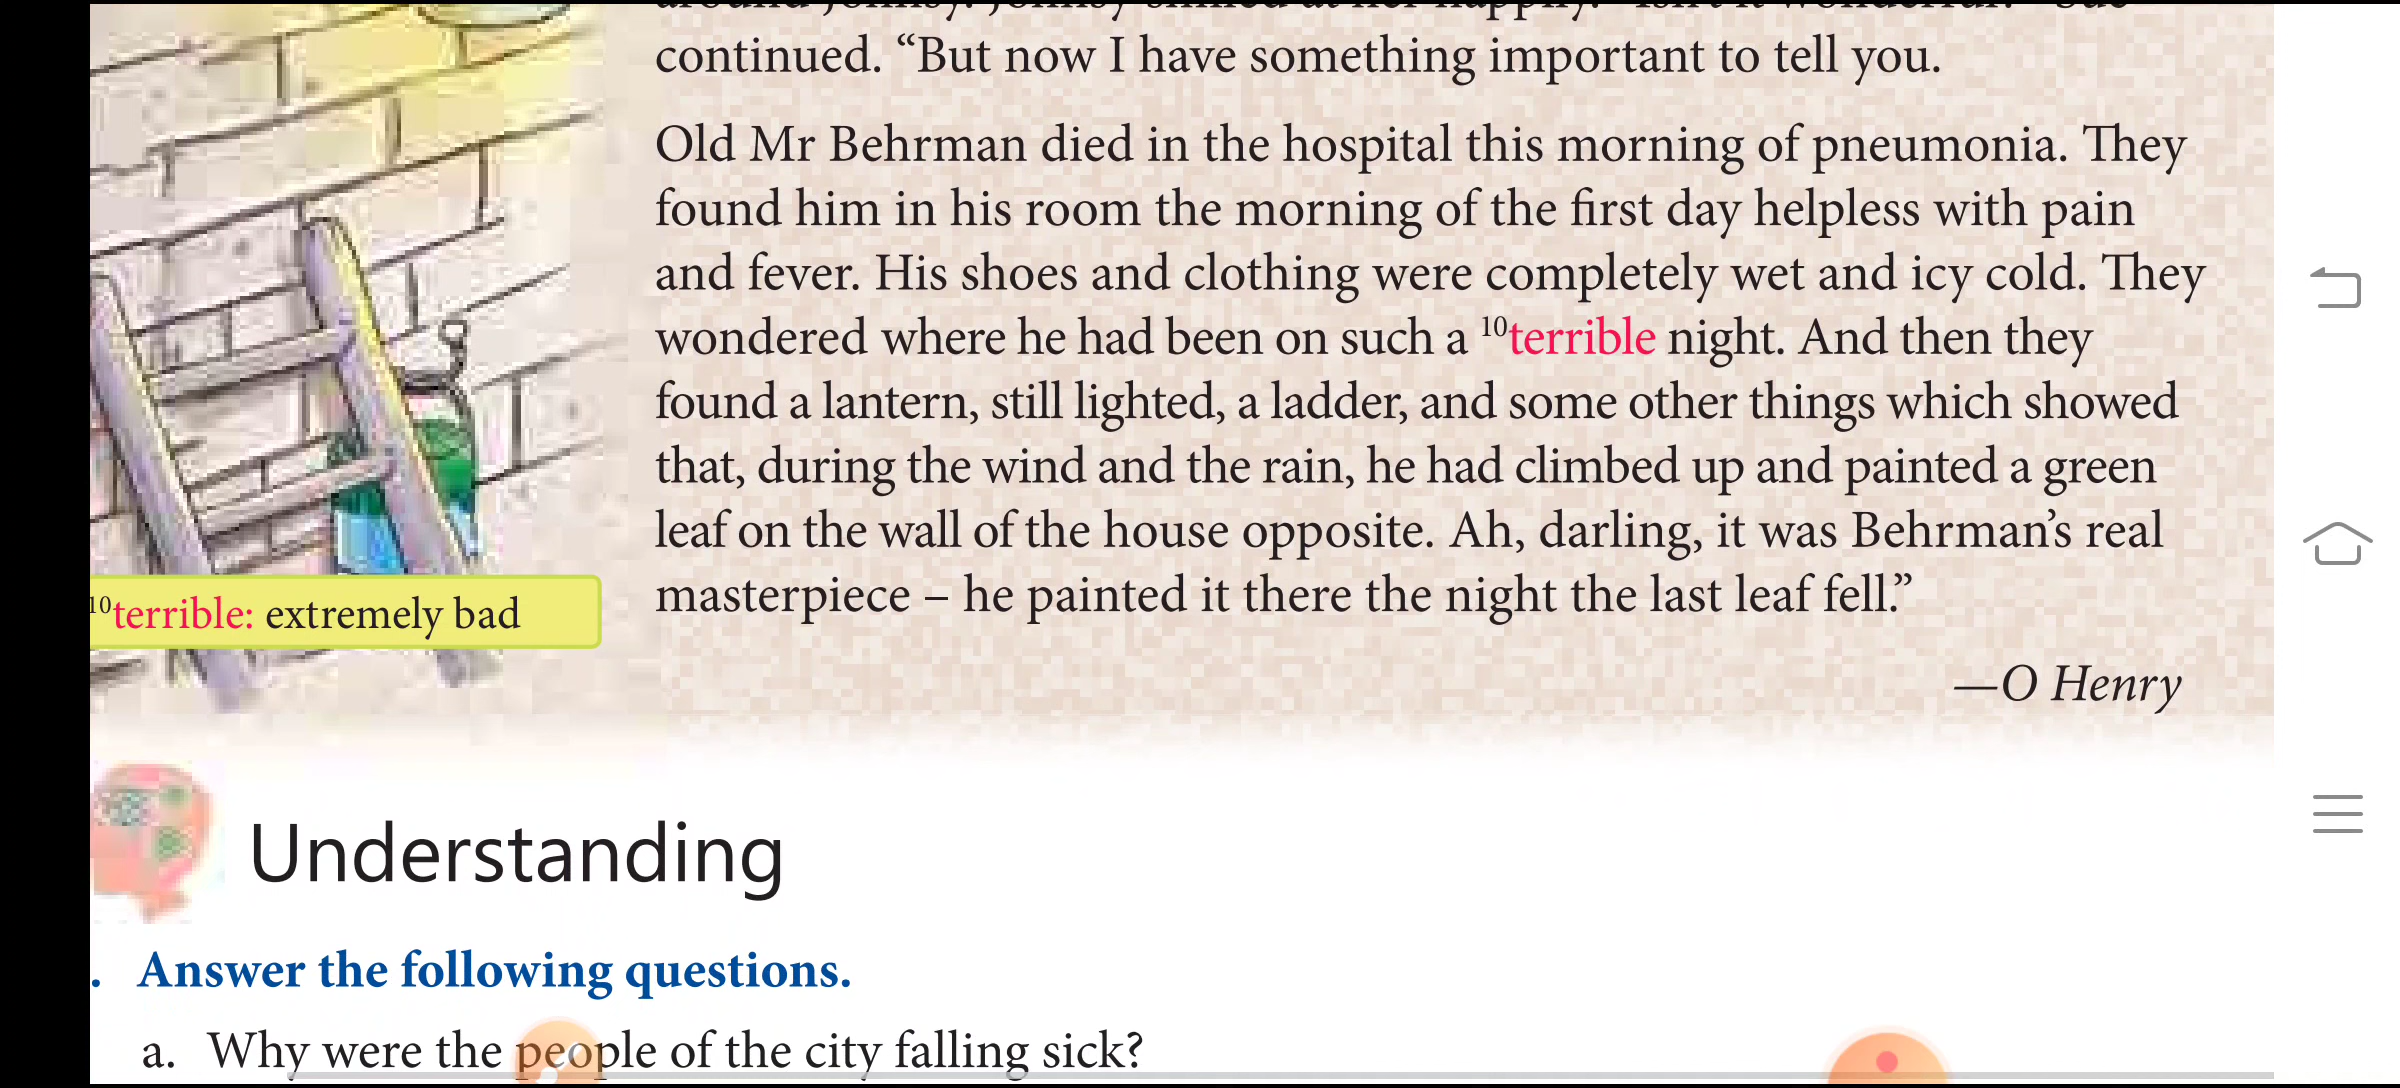 continued. “But now I have something important to tell you.
Old Mr Behrman died in the hospital this morning of pneumonia. They
found him in his room the morning of the first day helpless with pain
and fever. His shoes and clothing were completely wet and icy cold. They
wondered where he had been on such a ¹⁰terrible night. And then they
found a lantern, still lighted, a ladder, and some other things which showed
that, during the wind and the rain, he had climbed up and painted a green
leaf on the wall of the house opposite. Ah, darling, it was Behrman’s real
masterpiece – he painted it there the night the last leaf fell.”
¹⁰terrible: extremely bad
—O Henry
Understanding
. Answer the following questions.
a. Why were the people of the city falling sick?